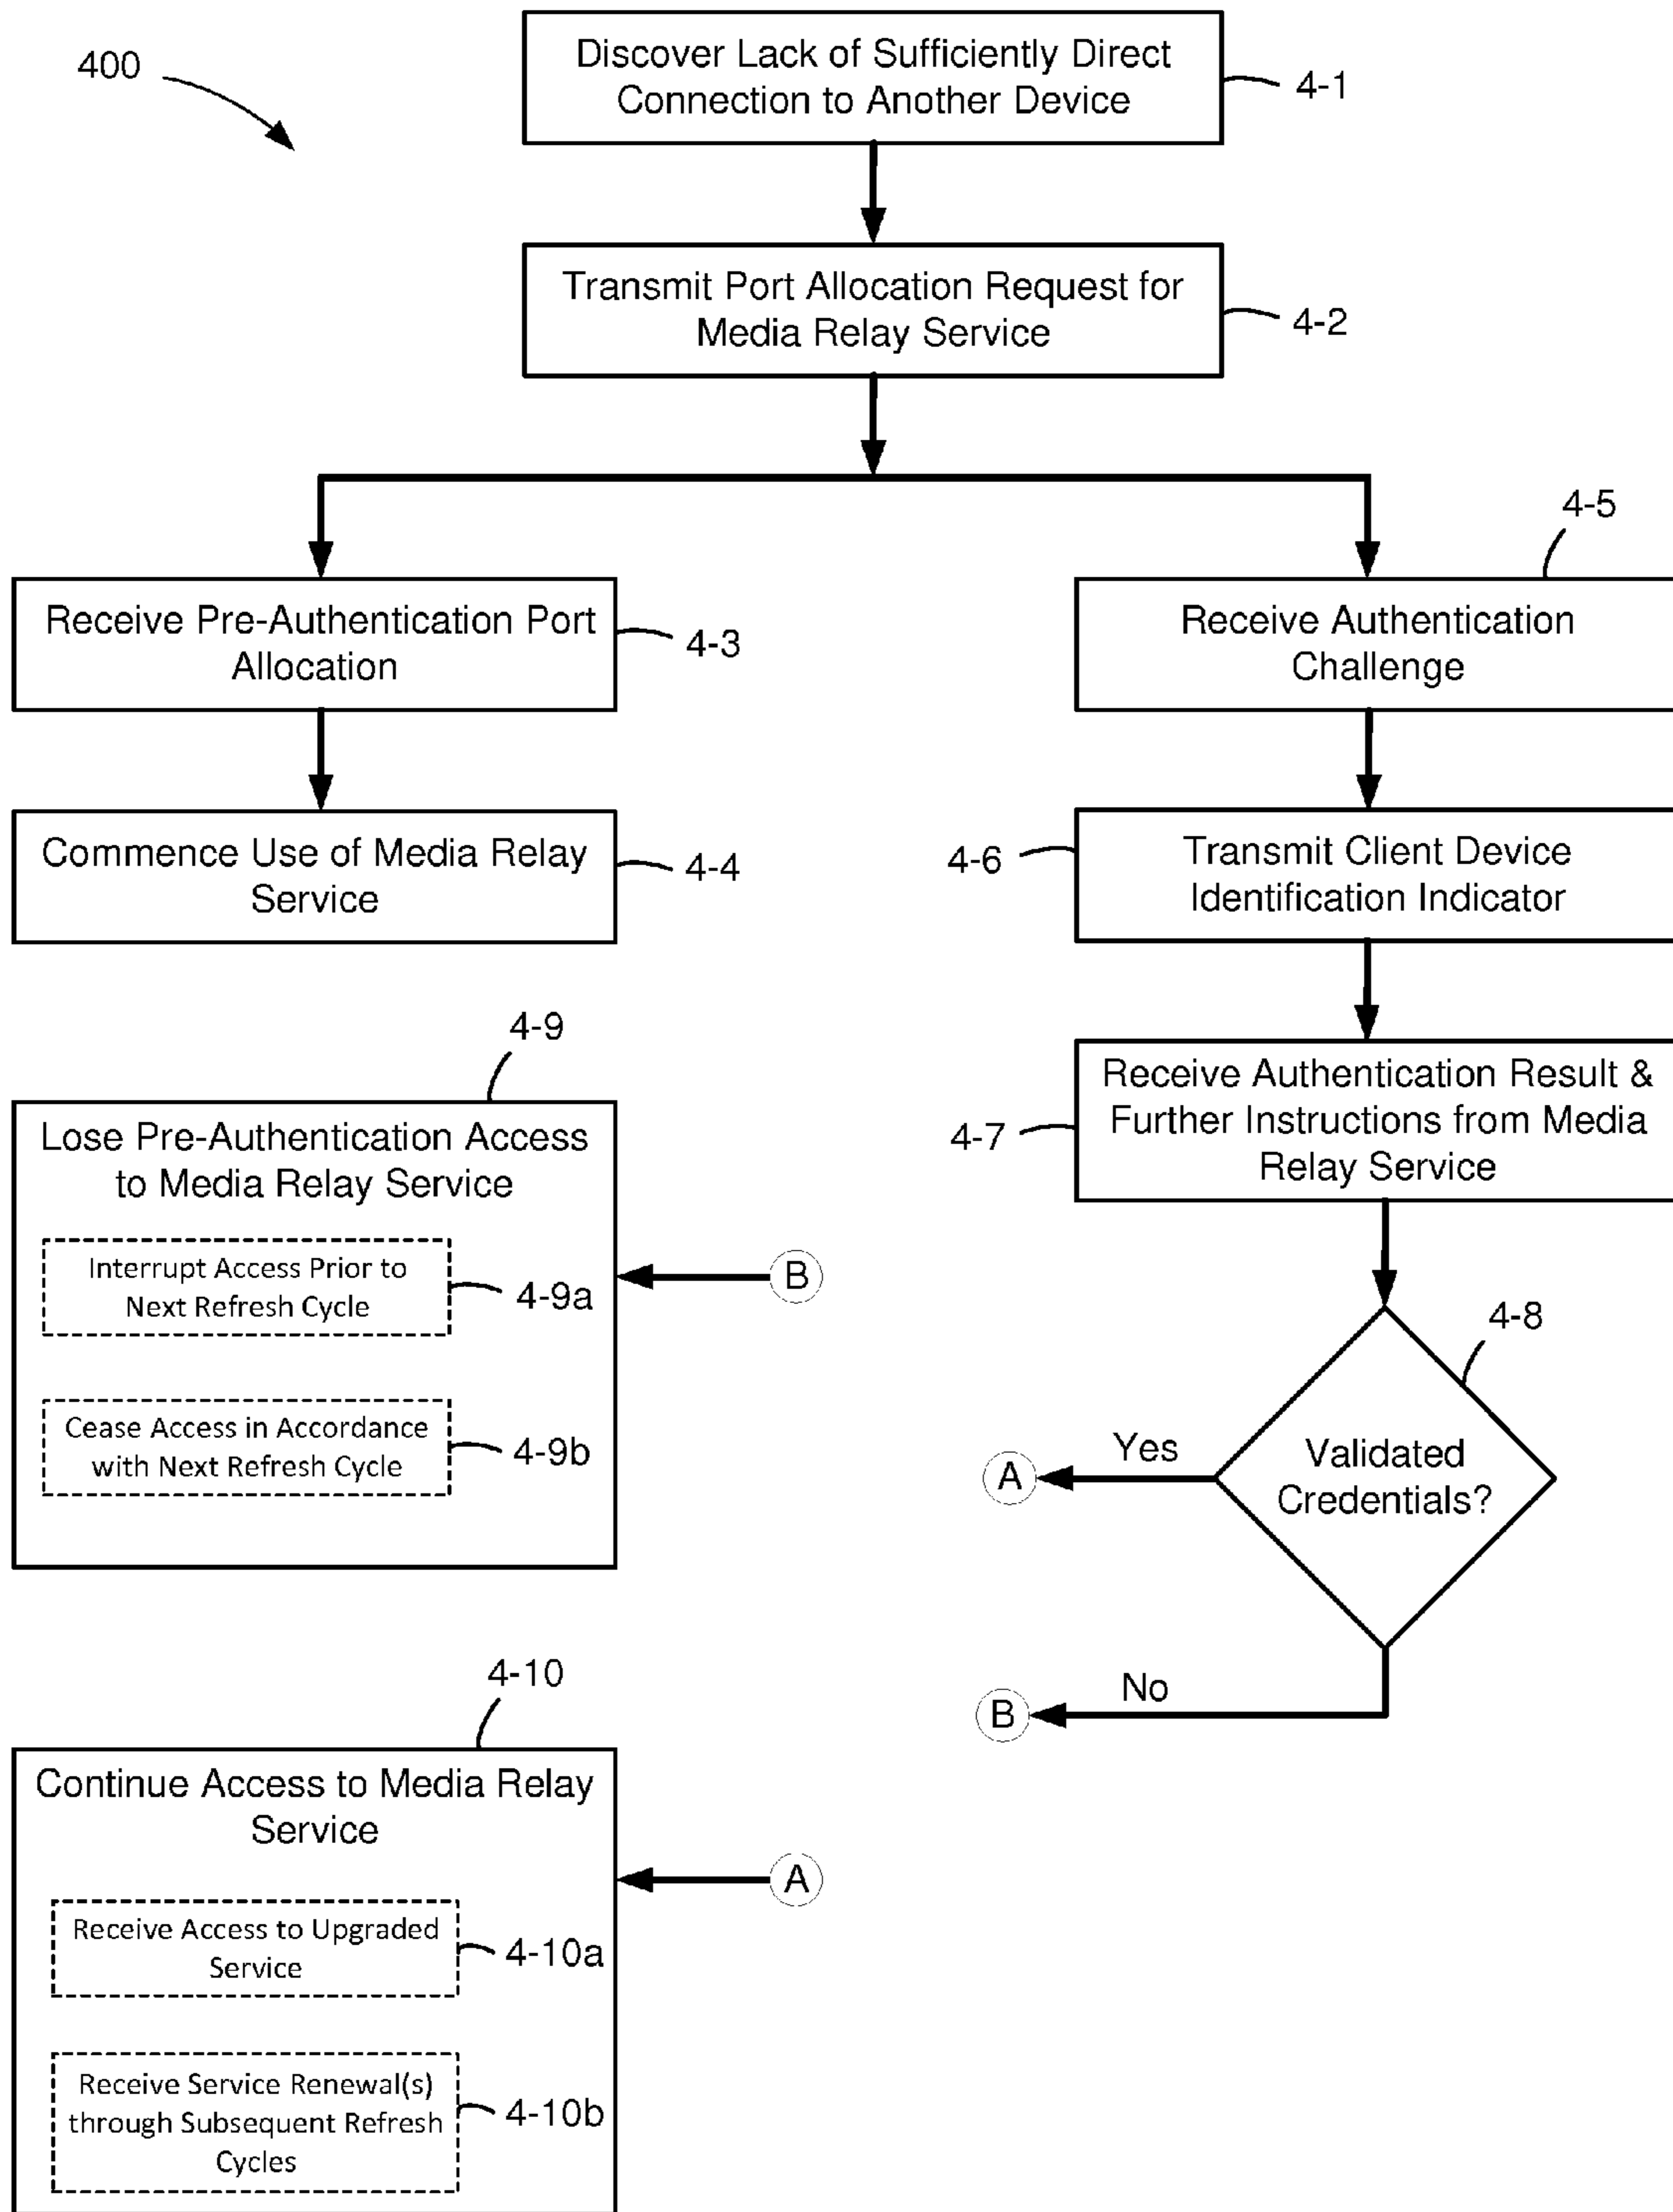 400
Discover Lack of Sufficiently Direct
Connection to Another Device
4-1
Transmit Port Allocation Request for
Media Relay Service
4-2
Receive Pre-Authentication Port
Allocation
4-3
Commence Use of Media Relay
Service
4-4
4-5
Receive Authentication
Challenge
4-6
Transmit Client Device
Identification Indicator
4-7
Receive Authentication Result &
Further Instructions from Media
Relay Service
4-8
Validated
Credentials?
Yes
A
No
B
4-9
Lose Pre-Authentication Access
to Media Relay Service
Interrupt Access Prior to
Next Refresh Cycle
4-9a
Cease Access in Accordance
with Next Refresh Cycle
4-9b
B
4-10
Continue Access to Media Relay
Service
Receive Access to Upgraded
Service
4-10a
Receive Service Renewal(s)
through Subsequent Refresh
Cycles
4-10b
A